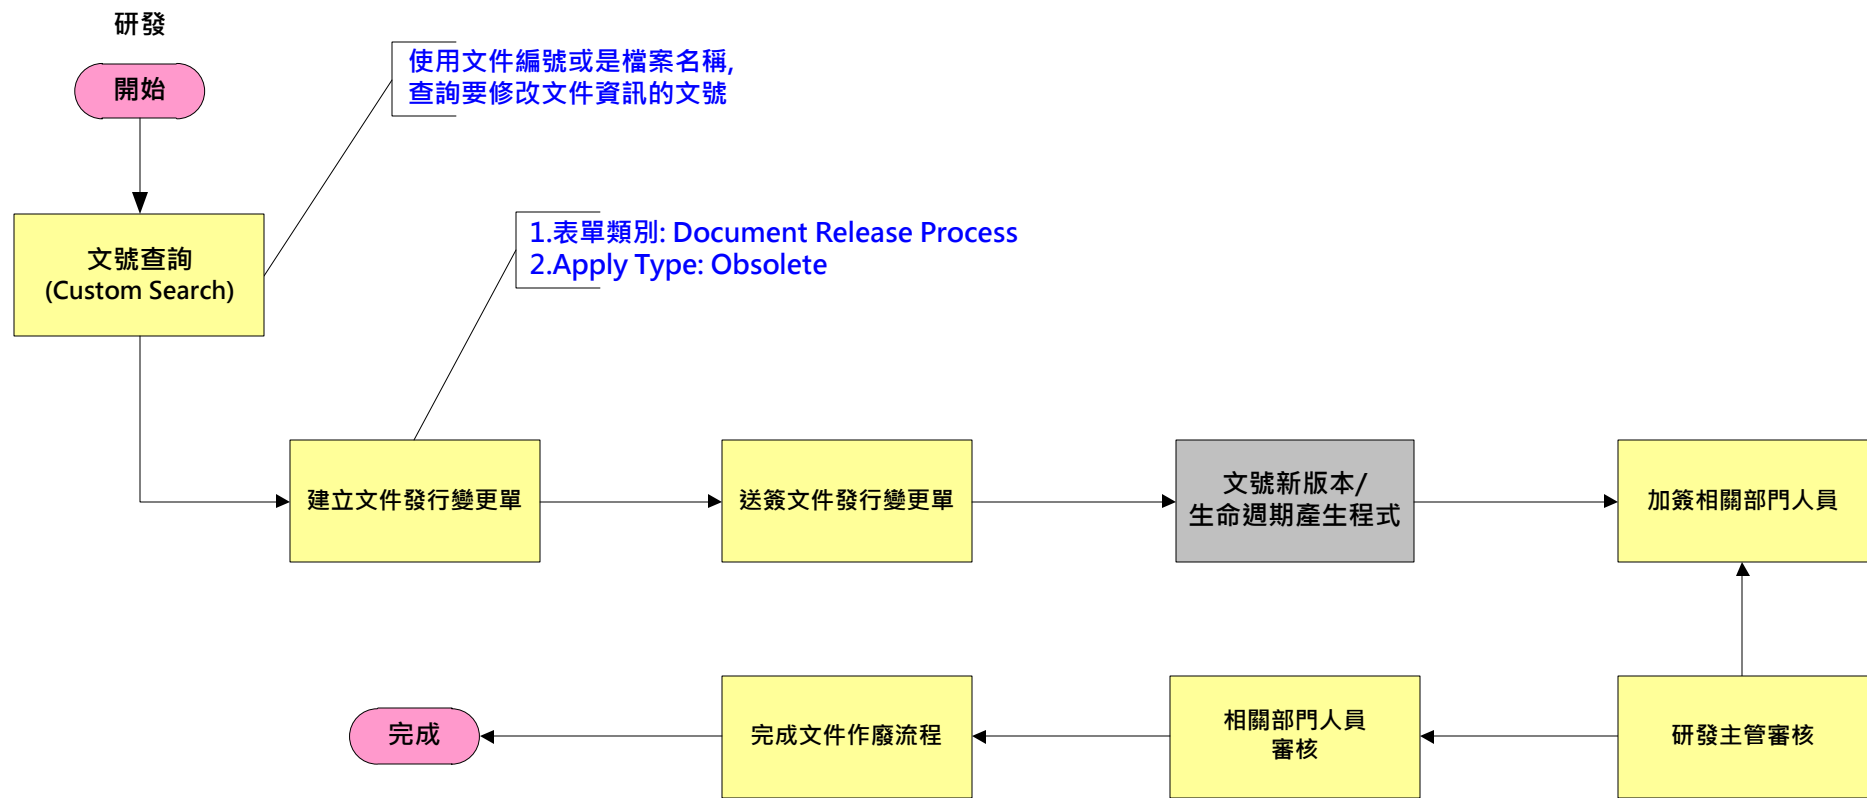 研發
開始
使用文件編號或是檔案名稱,
查詢要修改文件資訊的文號
文號查詢
(Custom Search)
1.表單類別: Document Release Process
2.Apply Type: Obsolete
建立文件發行變更單
送簽文件發行變更單
文號新版本/
生命週期產生程式
加簽相關部門人員
完成
完成文件作廢流程
相關部門人員
審核
研發主管審核